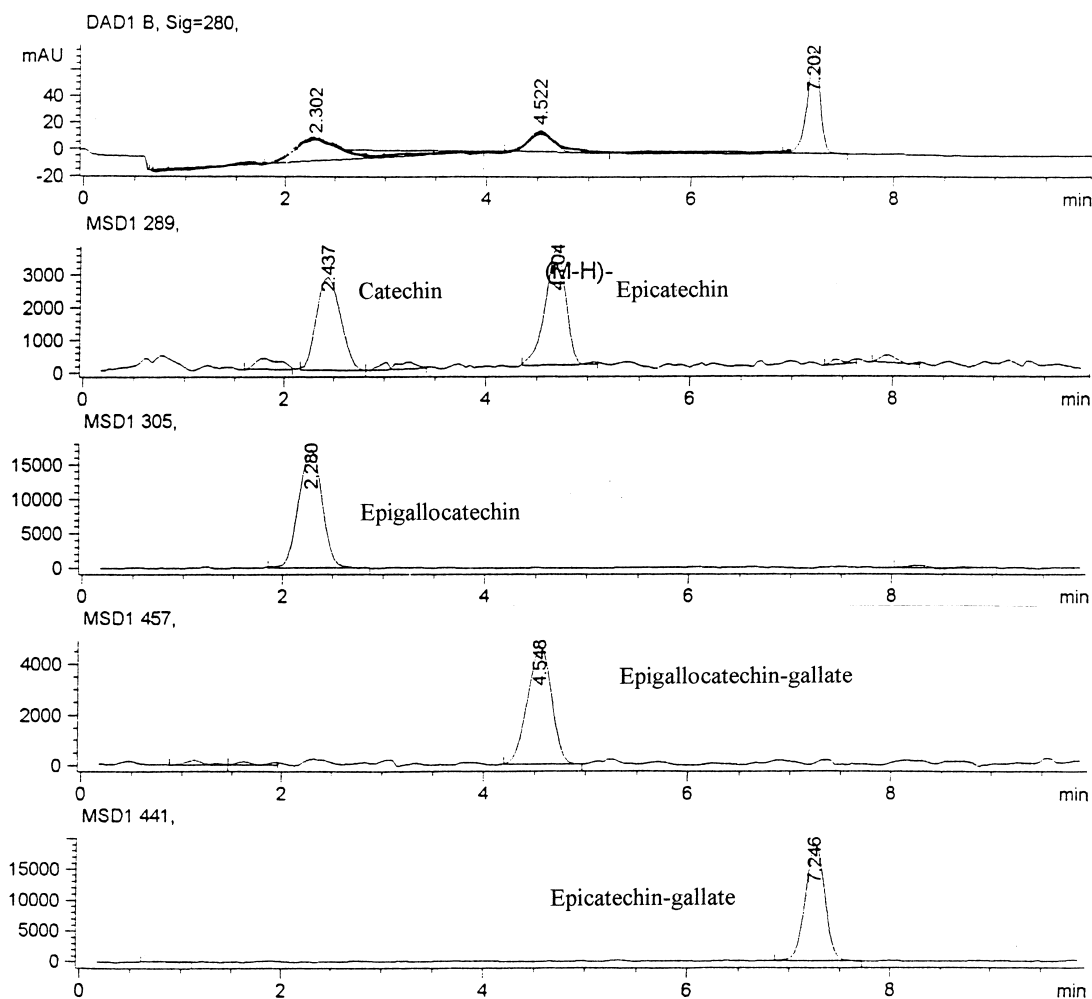 DAD1 B, Sig=280,
mAU
40
20
0
-20
2.302
4.522
7.202
0 2 4 6 8 min
MSD1 289,
3000
2000
1000
0
2.437
Catechin
(M-H)-
Epicatechin
0 2 4 6 8 min
MSD1 305,
15000
10000
5000
0
2.280
Epigallocatechin
0 2 4 6 8 min
MSD1 457,
4000
2000
0
4.548
Epigallocatechin-gallate
0 2 4 6 8 min
MSD1 441,
15000
10000
5000
0
7.246
Epicatechin-gallate
0 2 4 6 8 min